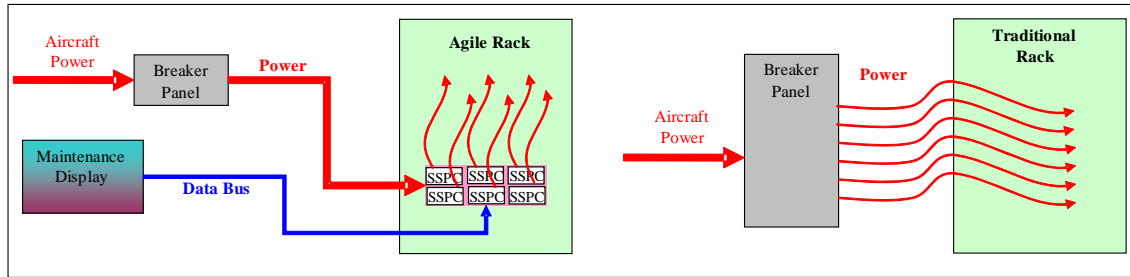 Aircraft
Power
Breaker
Panel
Power
Agile Rack
SSPC SSPC SSPC
SSPC SSPC SSPC
Maintenance
Display
Data Bus
Aircraft
Power
Breaker
Panel
Power
Traditional
Rack